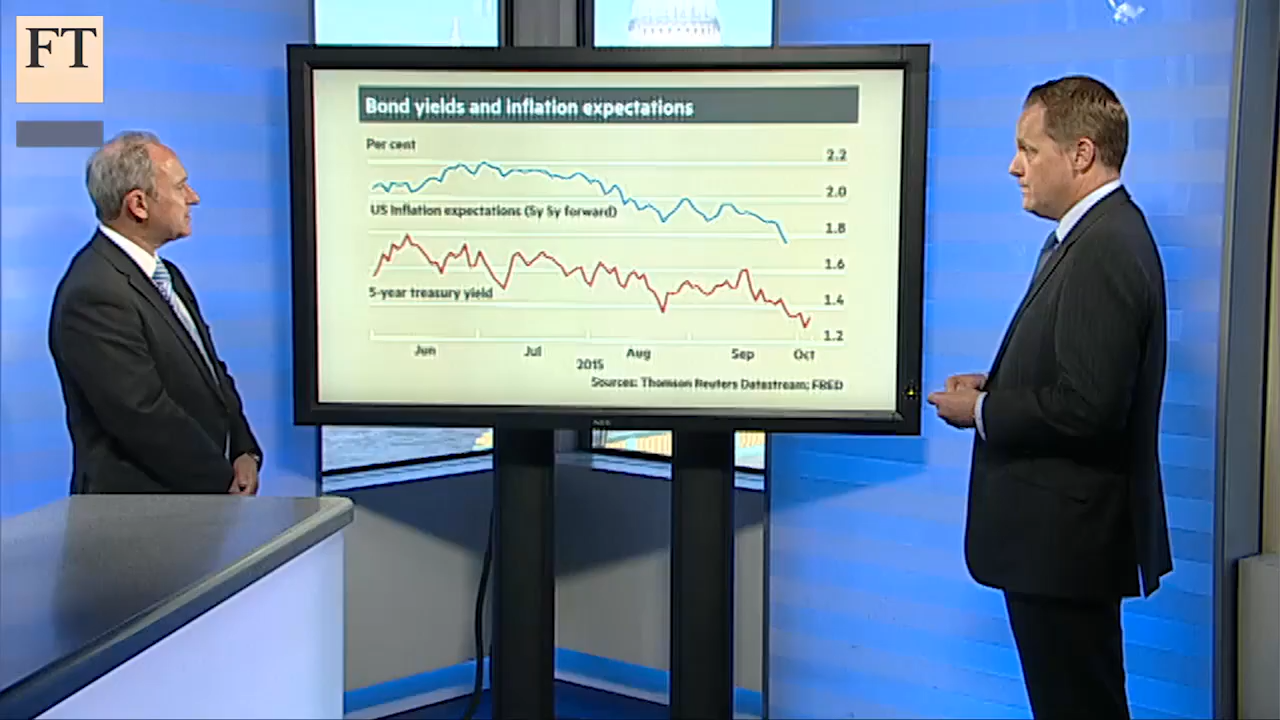 FT
Bond yields and inflation expectations
Per cent
2.2
2.0
US inflation expectations (5y 5y forward)
1.8
1.6
5-year treasury yield
1.4
1.2
Jun Jul Aug Sep Oct
2015
Sources: Thomson Reuters Datastream; FRED
NEC